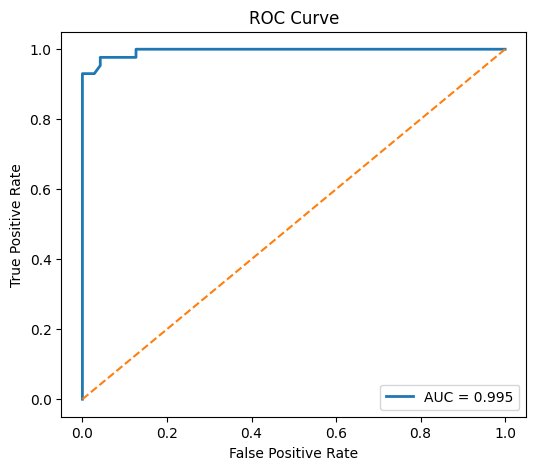 ROC Curve
True Positive Rate
1.0
0.8
0.6
0.4
0.2
0.0
AUC = 0.995
0.0 0.2 0.4 0.6 0.8 1.0
False Positive Rate